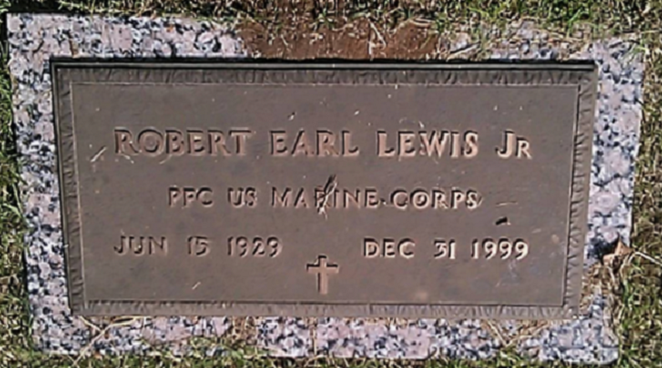 ROBERT EARL LEWIS JR
PFC US MARINE CORPS
JUN 15 1929 DEC 31 1999